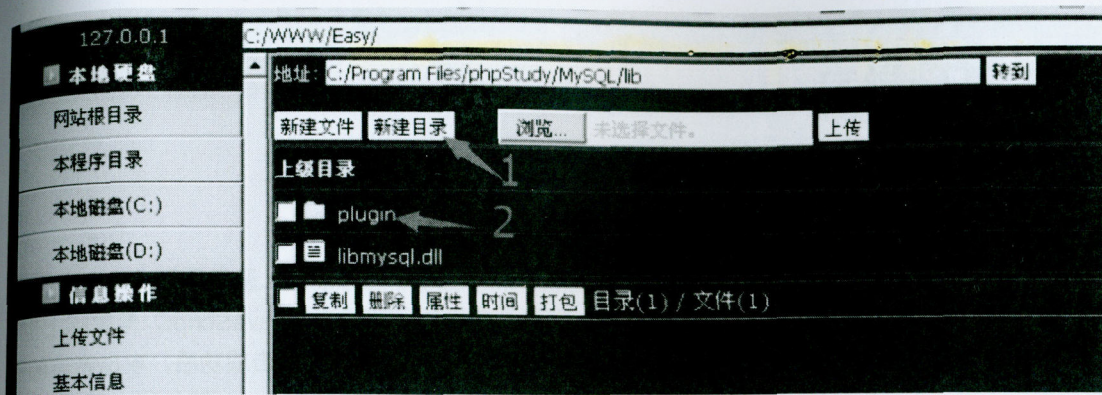 127.0.0.1
C:/WWW/Easy/
本地硬盘
地址: C:/Program Files/phpStudy/MySQL/lib 转到
网站根目录
新建文件 新建目录 浏览... 未选择文件。 上传
1
本程序目录
上级目录
本地磁盘(C:)
plugin 2
本地磁盘(D:)
libmysql.dll
信息操作
复制 删除 属性 时间 打包 目录(1) / 文件(1)
上传文件
基本信息